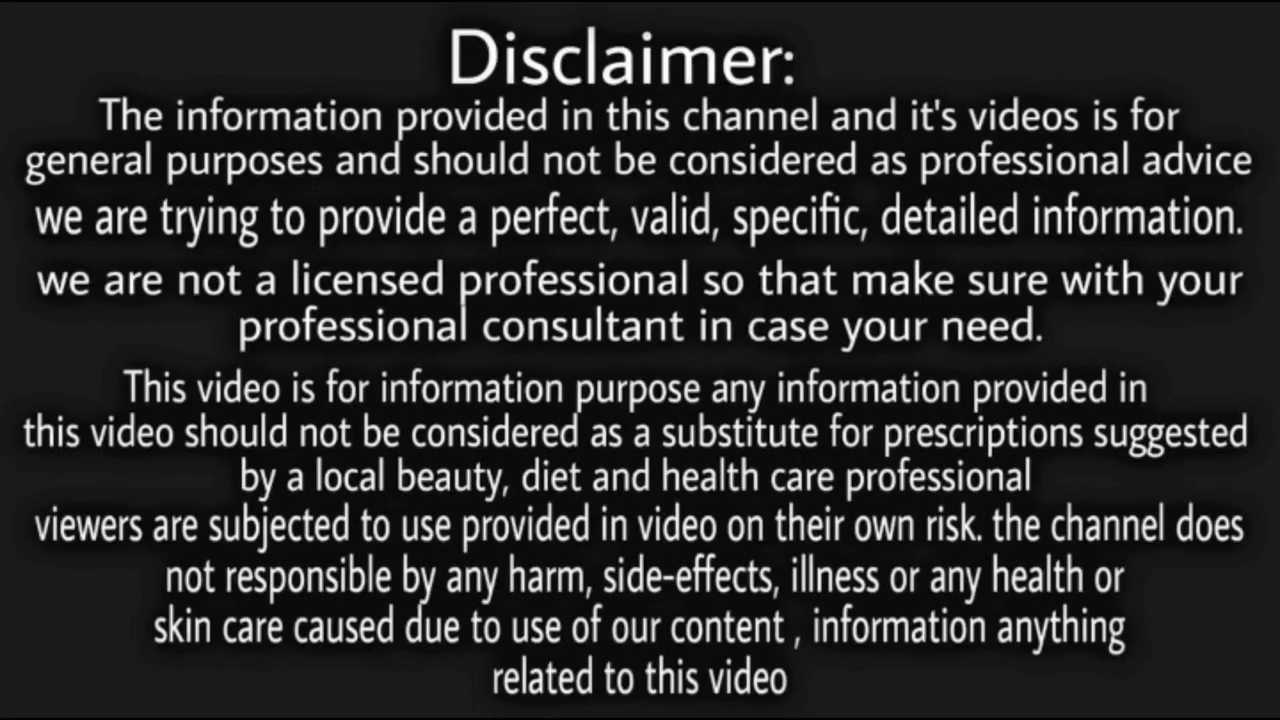 Disclaimer:
The information provided in this channel and it's videos is for
general purposes and should not be considered as professional advice
we are trying to provide a perfect, valid, specific, detailed information.
we are not a licensed professional so that make sure with your
professional consultant in case your need.
This video is for information purpose any information provided in
this video should not be considered as a substitute for prescriptions suggested
by a local beauty, diet and health care professional
viewers are subjected to use provided in video on their own risk. the channel does
not responsible by any harm, side-effects, illness or any health or
skin care caused due to use of our content , information anything
related to this video